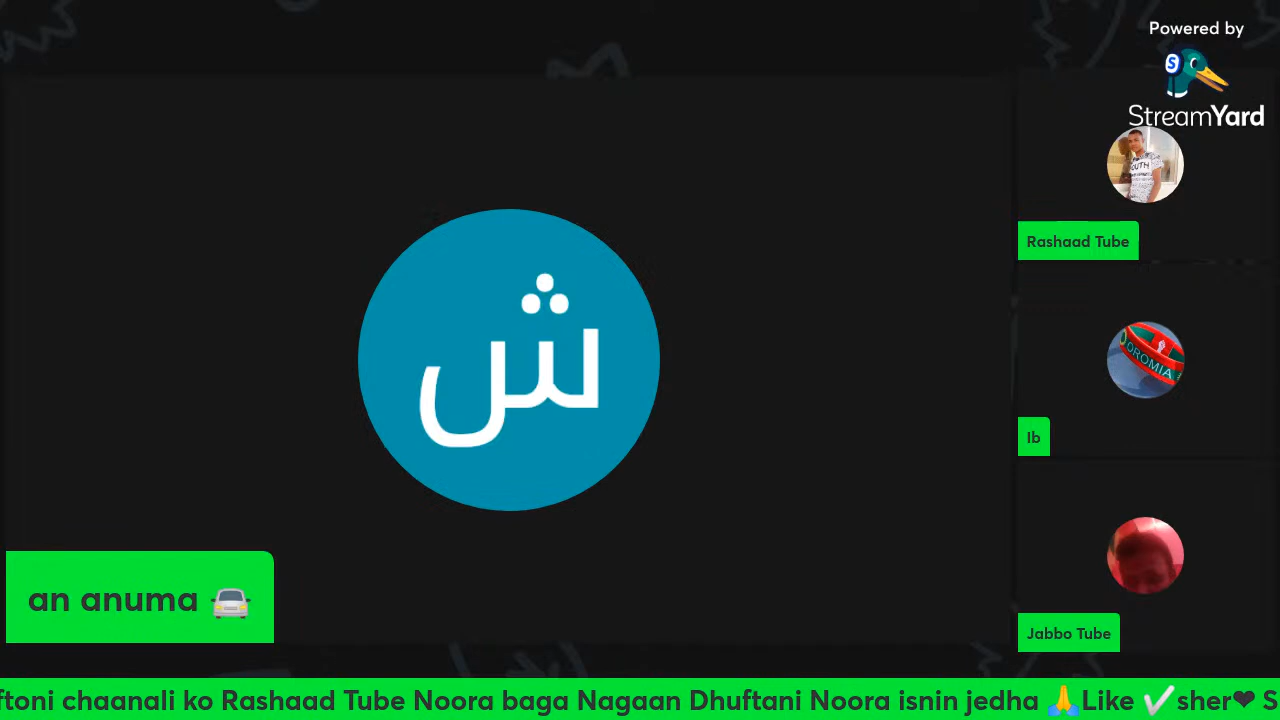 Powered by
S
StreamYard
OUTH
Rashaad Tube
OROMIA
Ib
ش
an anuma 🚘
Jabbo Tube
ftoni chaanali ko Rashaad Tube Noora baga Nagaan Dhuftani Noora isnin jedha 🙏Like ✅sher❤ S